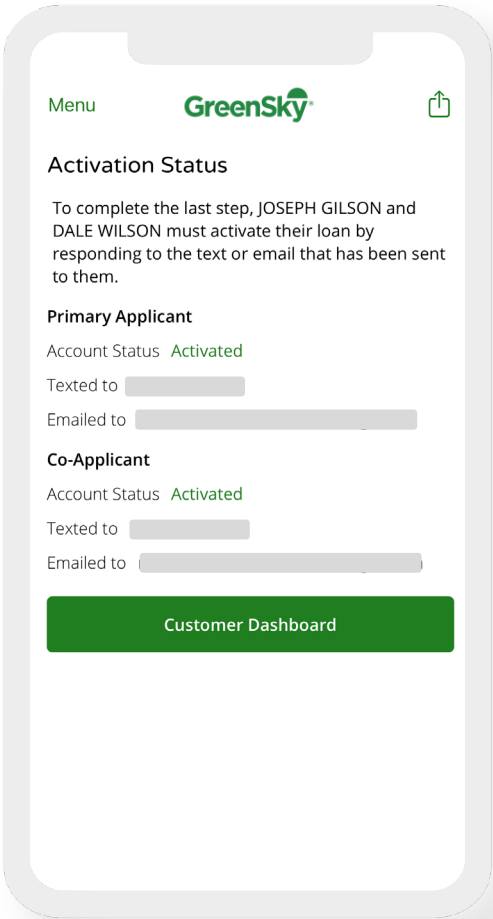 Menu
GreenSky®
Activation Status
To complete the last step, JOSEPH GILSON and
DALE WILSON must activate their loan by
responding to the text or email that has been sent
to them.
Primary Applicant
Account Status Activated
Texted to
Emailed to
Co-Applicant
Account Status Activated
Texted to
Emailed to
Customer Dashboard